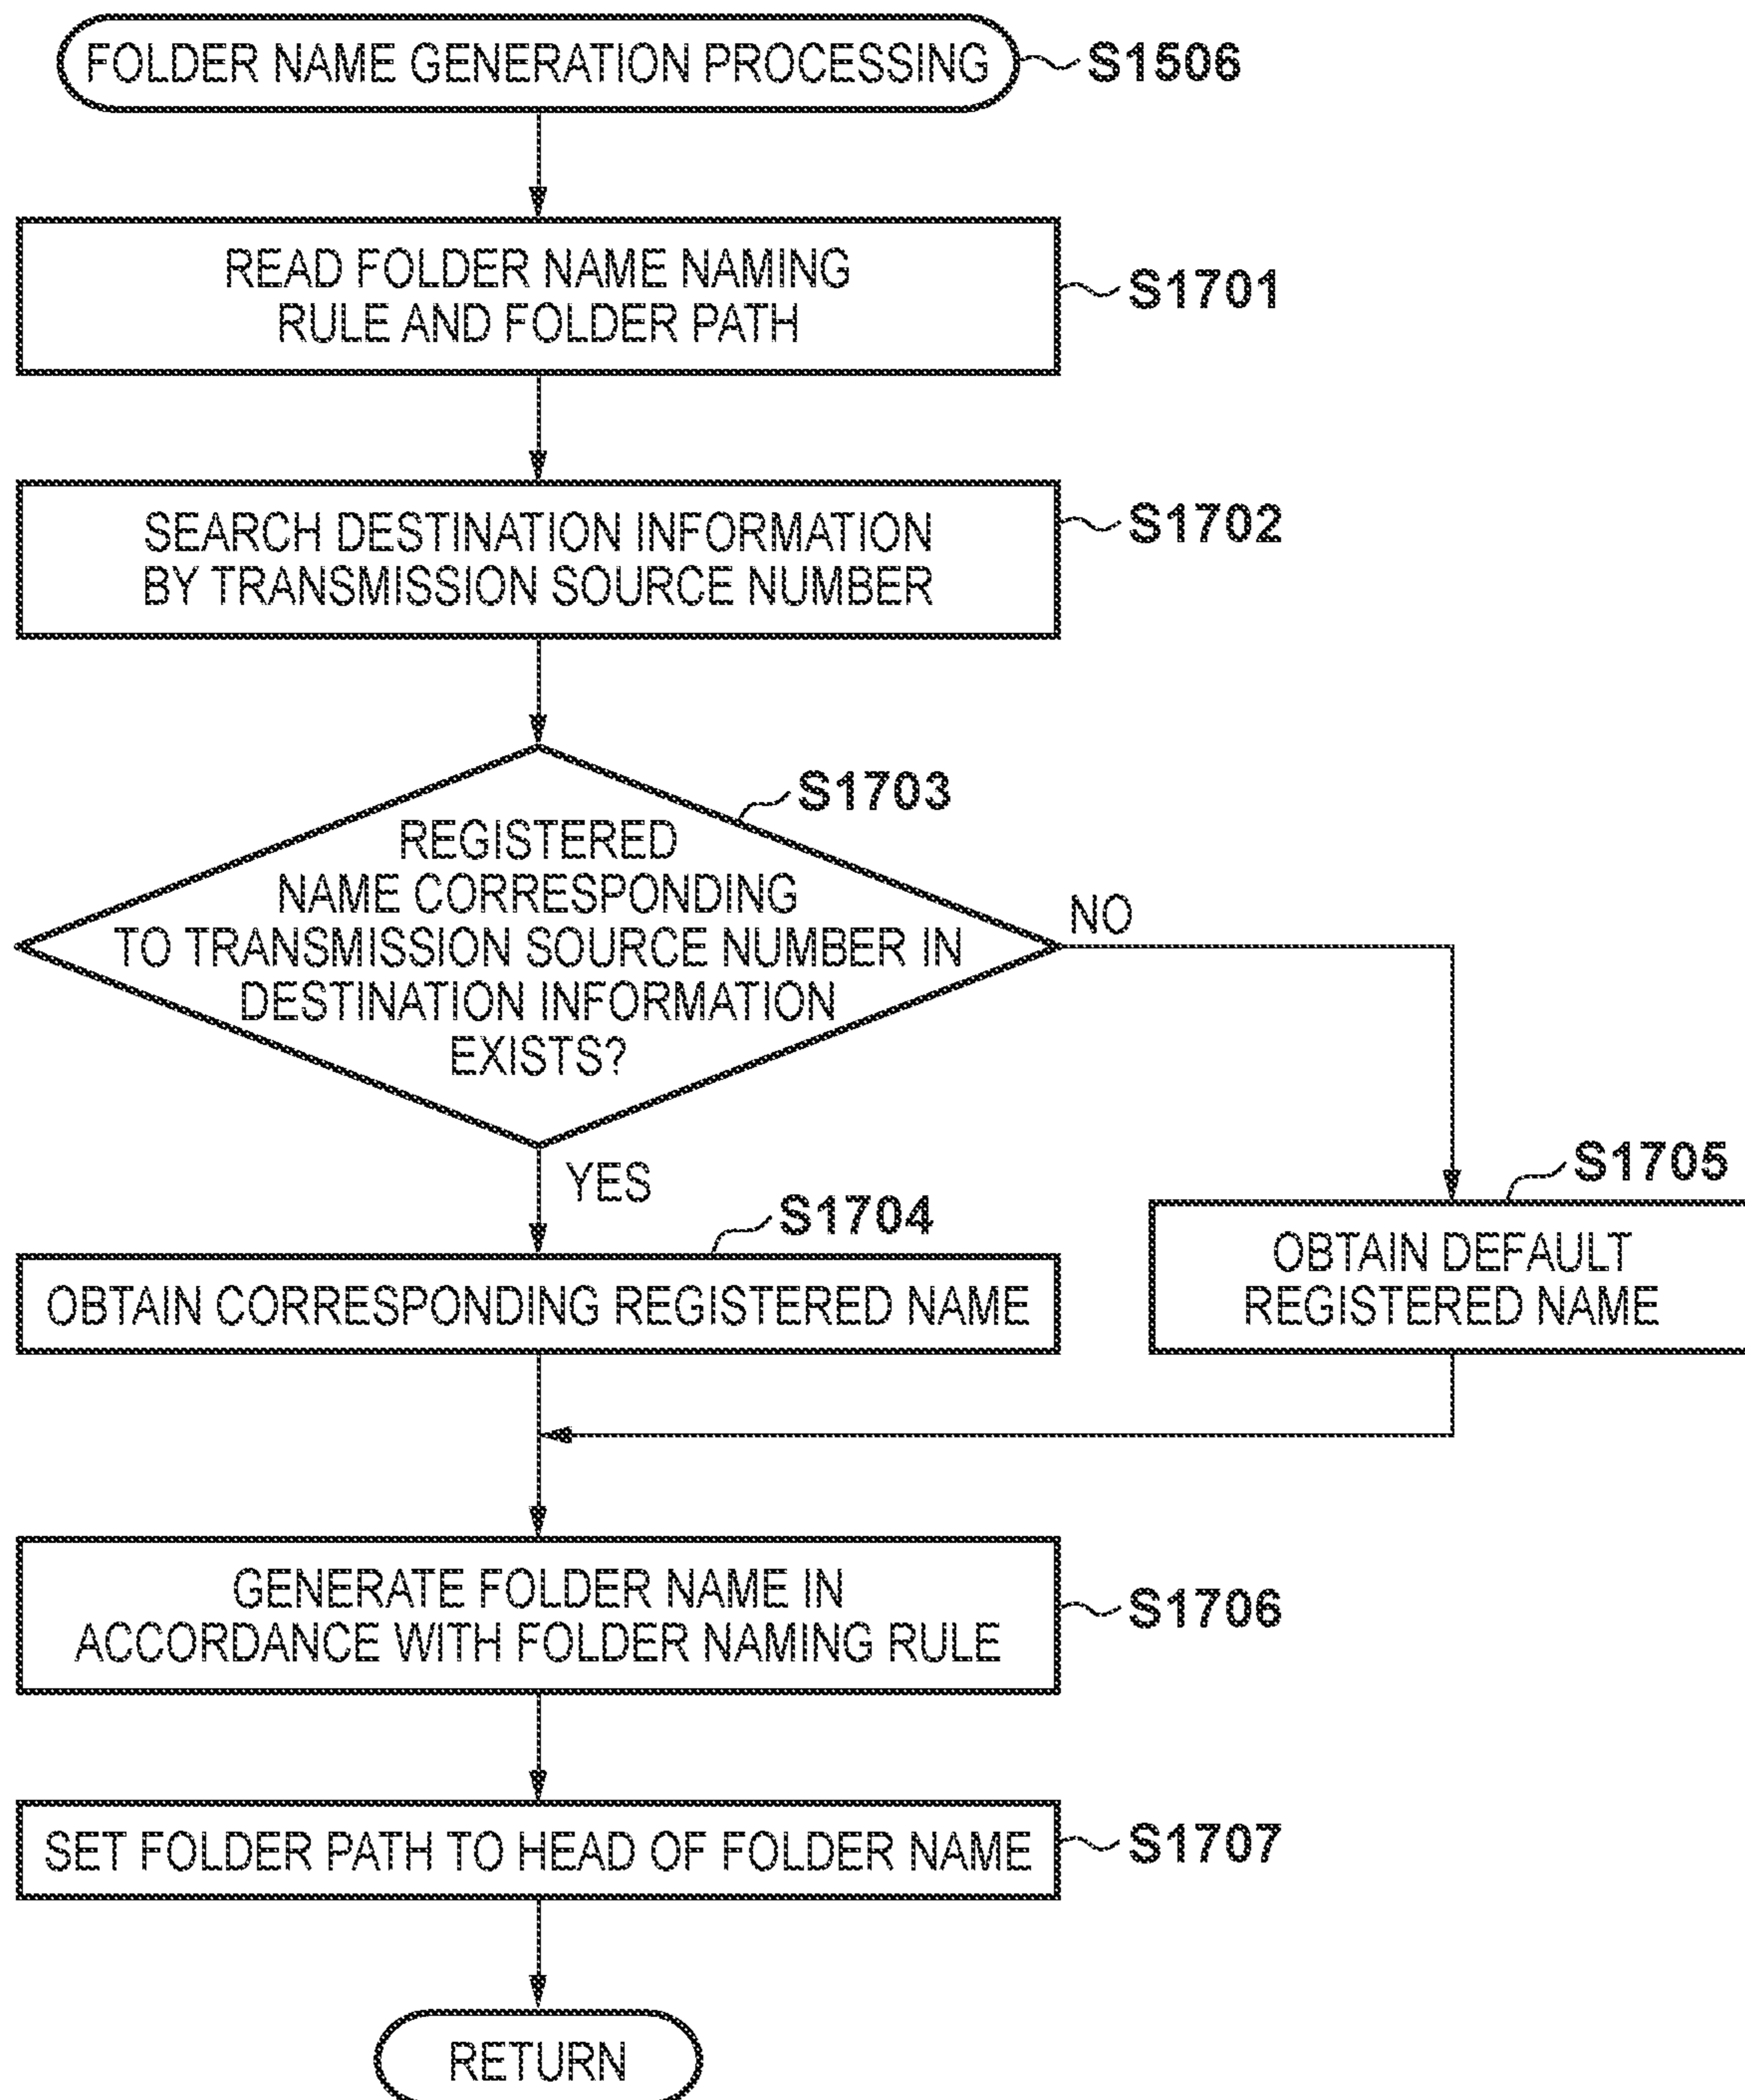 FOLDER NAME GENERATION PROCESSING
S1506
READ FOLDER NAME NAMING
RULE AND FOLDER PATH
S1701
SEARCH DESTINATION INFORMATION
BY TRANSMISSION SOURCE NUMBER
S1702
S1703
REGISTERED
NAME CORRESPONDING
TO TRANSMISSION SOURCE NUMBER IN
DESTINATION INFORMATION
EXISTS?
NO
YES
S1704
OBTAIN CORRESPONDING REGISTERED NAME
S1705
OBTAIN DEFAULT
REGISTERED NAME
GENERATE FOLDER NAME IN
ACCORDANCE WITH FOLDER NAMING RULE
S1706
SET FOLDER PATH TO HEAD OF FOLDER NAME
S1707
RETURN